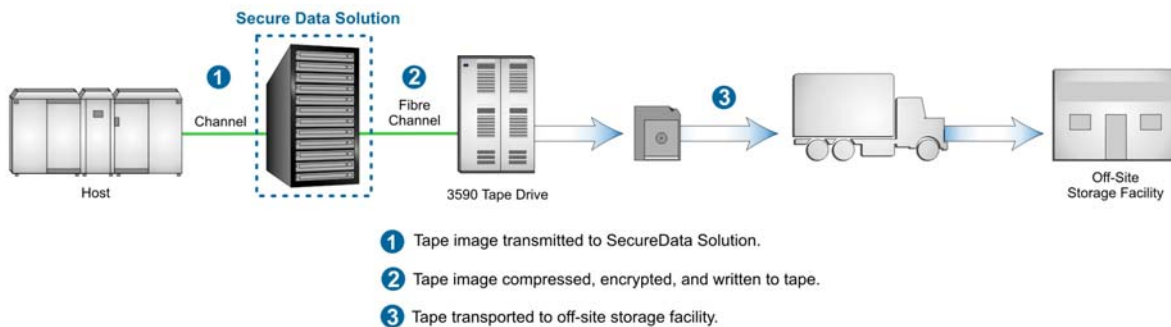 Secure Data Solution
1
Channel
2
Fibre
Channel
3
Host
3590 Tape Drive
Off-Site
Storage Facility
1 Tape image transmitted to SecureData Solution.
2 Tape image compressed, encrypted, and written to tape.
3 Tape transported to off-site storage facility.